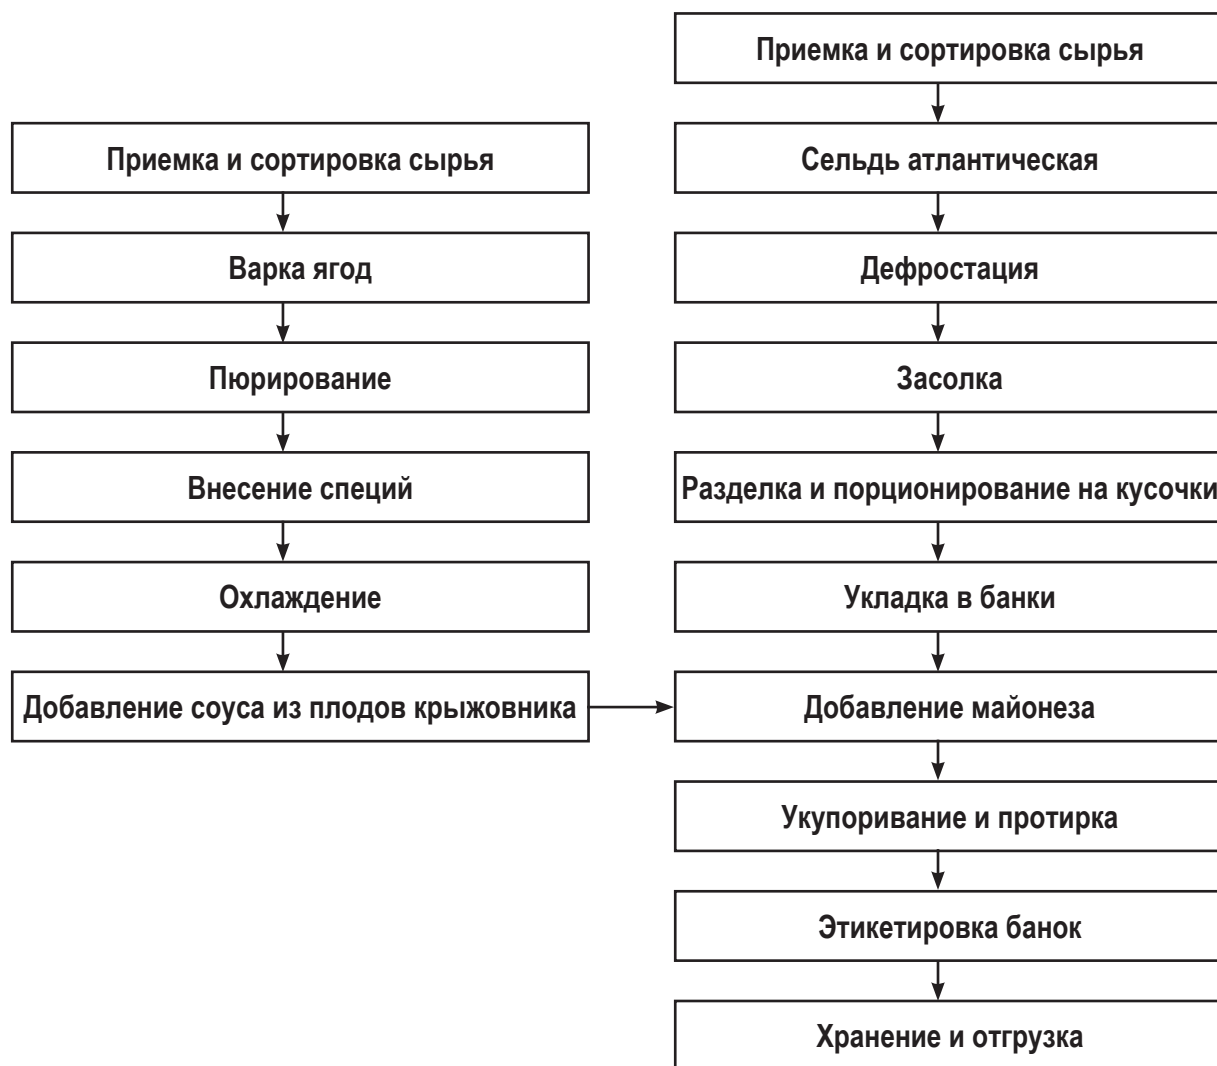 Приемка и сортировка сырья
Варка ягод
Пюрирование
Внесение специй
Охлаждение
Добавление соуса из плодов крыжовника
Приемка и сортировка сырья
Сельдь атлантическая
Дефростация
Засолка
Разделка и порционирование на кусочки
Укладка в банки
Добавление майонеза
Укупоривание и протирка
Этикетировка банок
Хранение и отгрузка